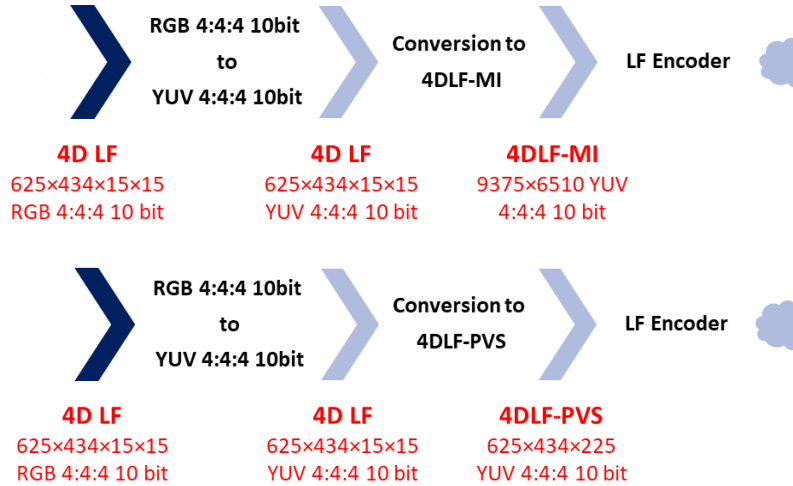 RGB 4:4:4 10bit
to
YUV 4:4:4 10bit
Conversion to
4DLF-MI
LF Encoder
4D LF
625×434×15×15
RGB 4:4:4 10 bit
4D LF
625×434×15×15
YUV 4:4:4 10 bit
4DLF-MI
9375×6510 YUV
4:4:4 10 bit
RGB 4:4:4 10bit
to
YUV 4:4:4 10bit
Conversion to
4DLF-PVS
LF Encoder
4D LF
625×434×15×15
RGB 4:4:4 10 bit
4D LF
625×434×15×15
YUV 4:4:4 10 bit
4DLF-PVS
625×434×225
YUV 4:4:4 10 bit